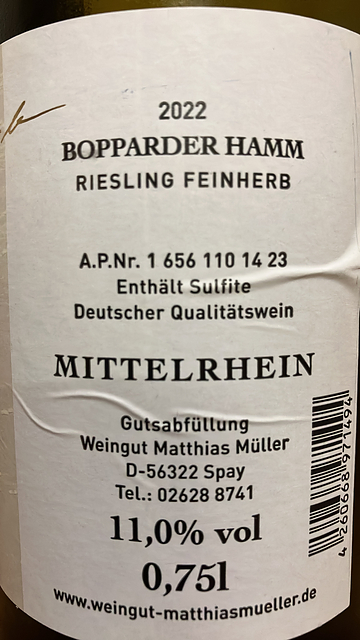 2022
BOPPARDER HAMM
RIESLING FEINHERB
A.P.Nr. 1 656 110 14 23
Enthält Sulfite
Deutscher Qualitätswein
MITTELRHEIN
Gutsabfüllung
Weingut Matthias Müller
D-56322 Spay
Tel.: 02628 8741
11,0% vol
0,75l
www.weingut-matthiasmueller.de
4 260668 971494